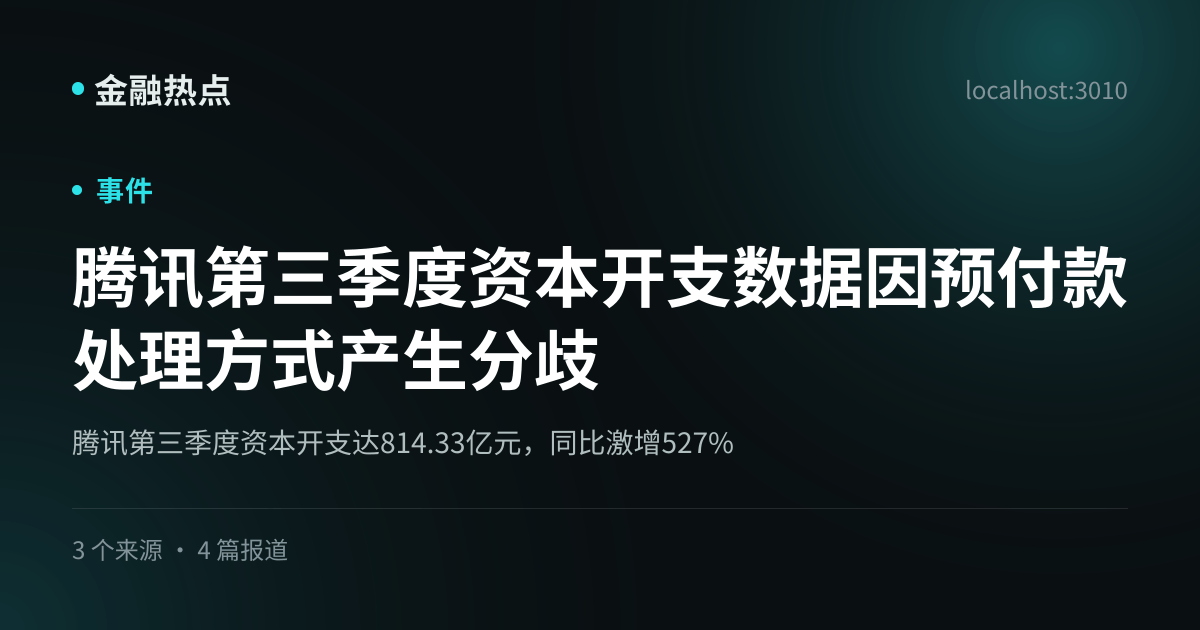 金融热点
localhost:3010
事件
腾讯第三季度资本开支数据因预付款
处理方式产生分歧
腾讯第三季度资本开支达814.33亿元，同比激增527%
3 个来源 · 4 篇报道